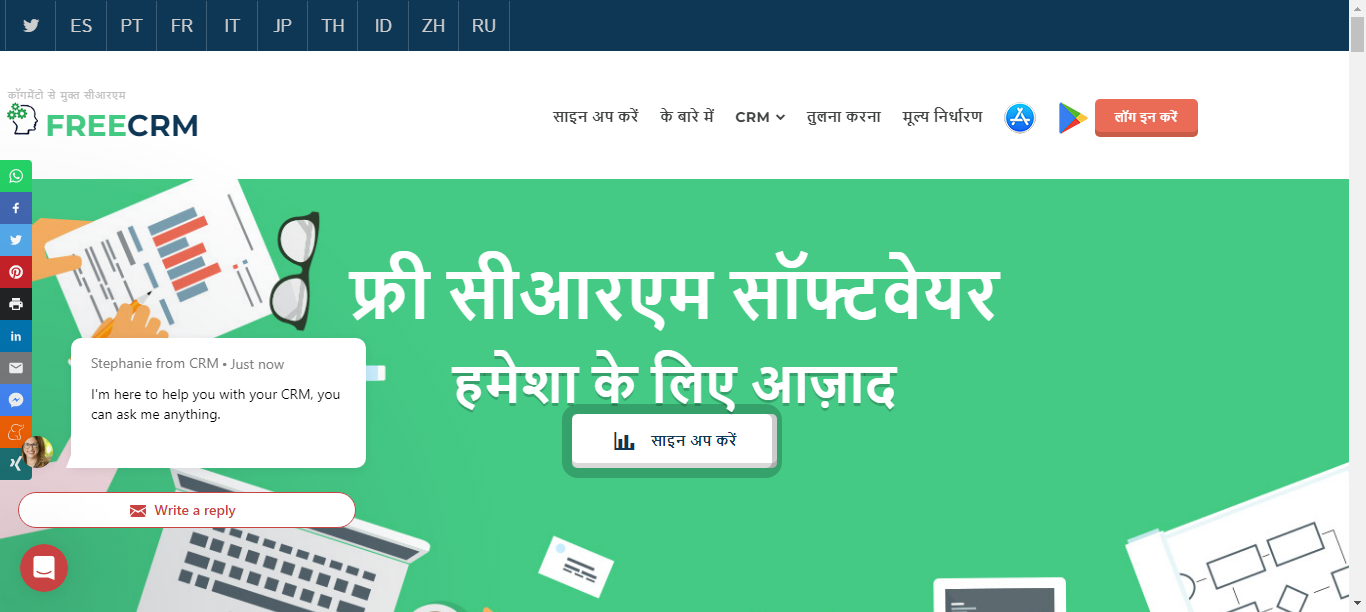 ES PT FR IT JP TH ID ZH RU
कॉगमेंटो से मुक्त सीआरएम
FREECRM
साइन अप करें के बारे में CRM तुलना करना मूल्य निर्धारण लॉग इन करें
फ्री सीआरएम सॉफ्टवेयर
हमेशा के लिए आज़ाद
साइन अप करें
Stephanie from CRM • Just now
I'm here to help you with your CRM, you
can ask me anything.
Write a reply